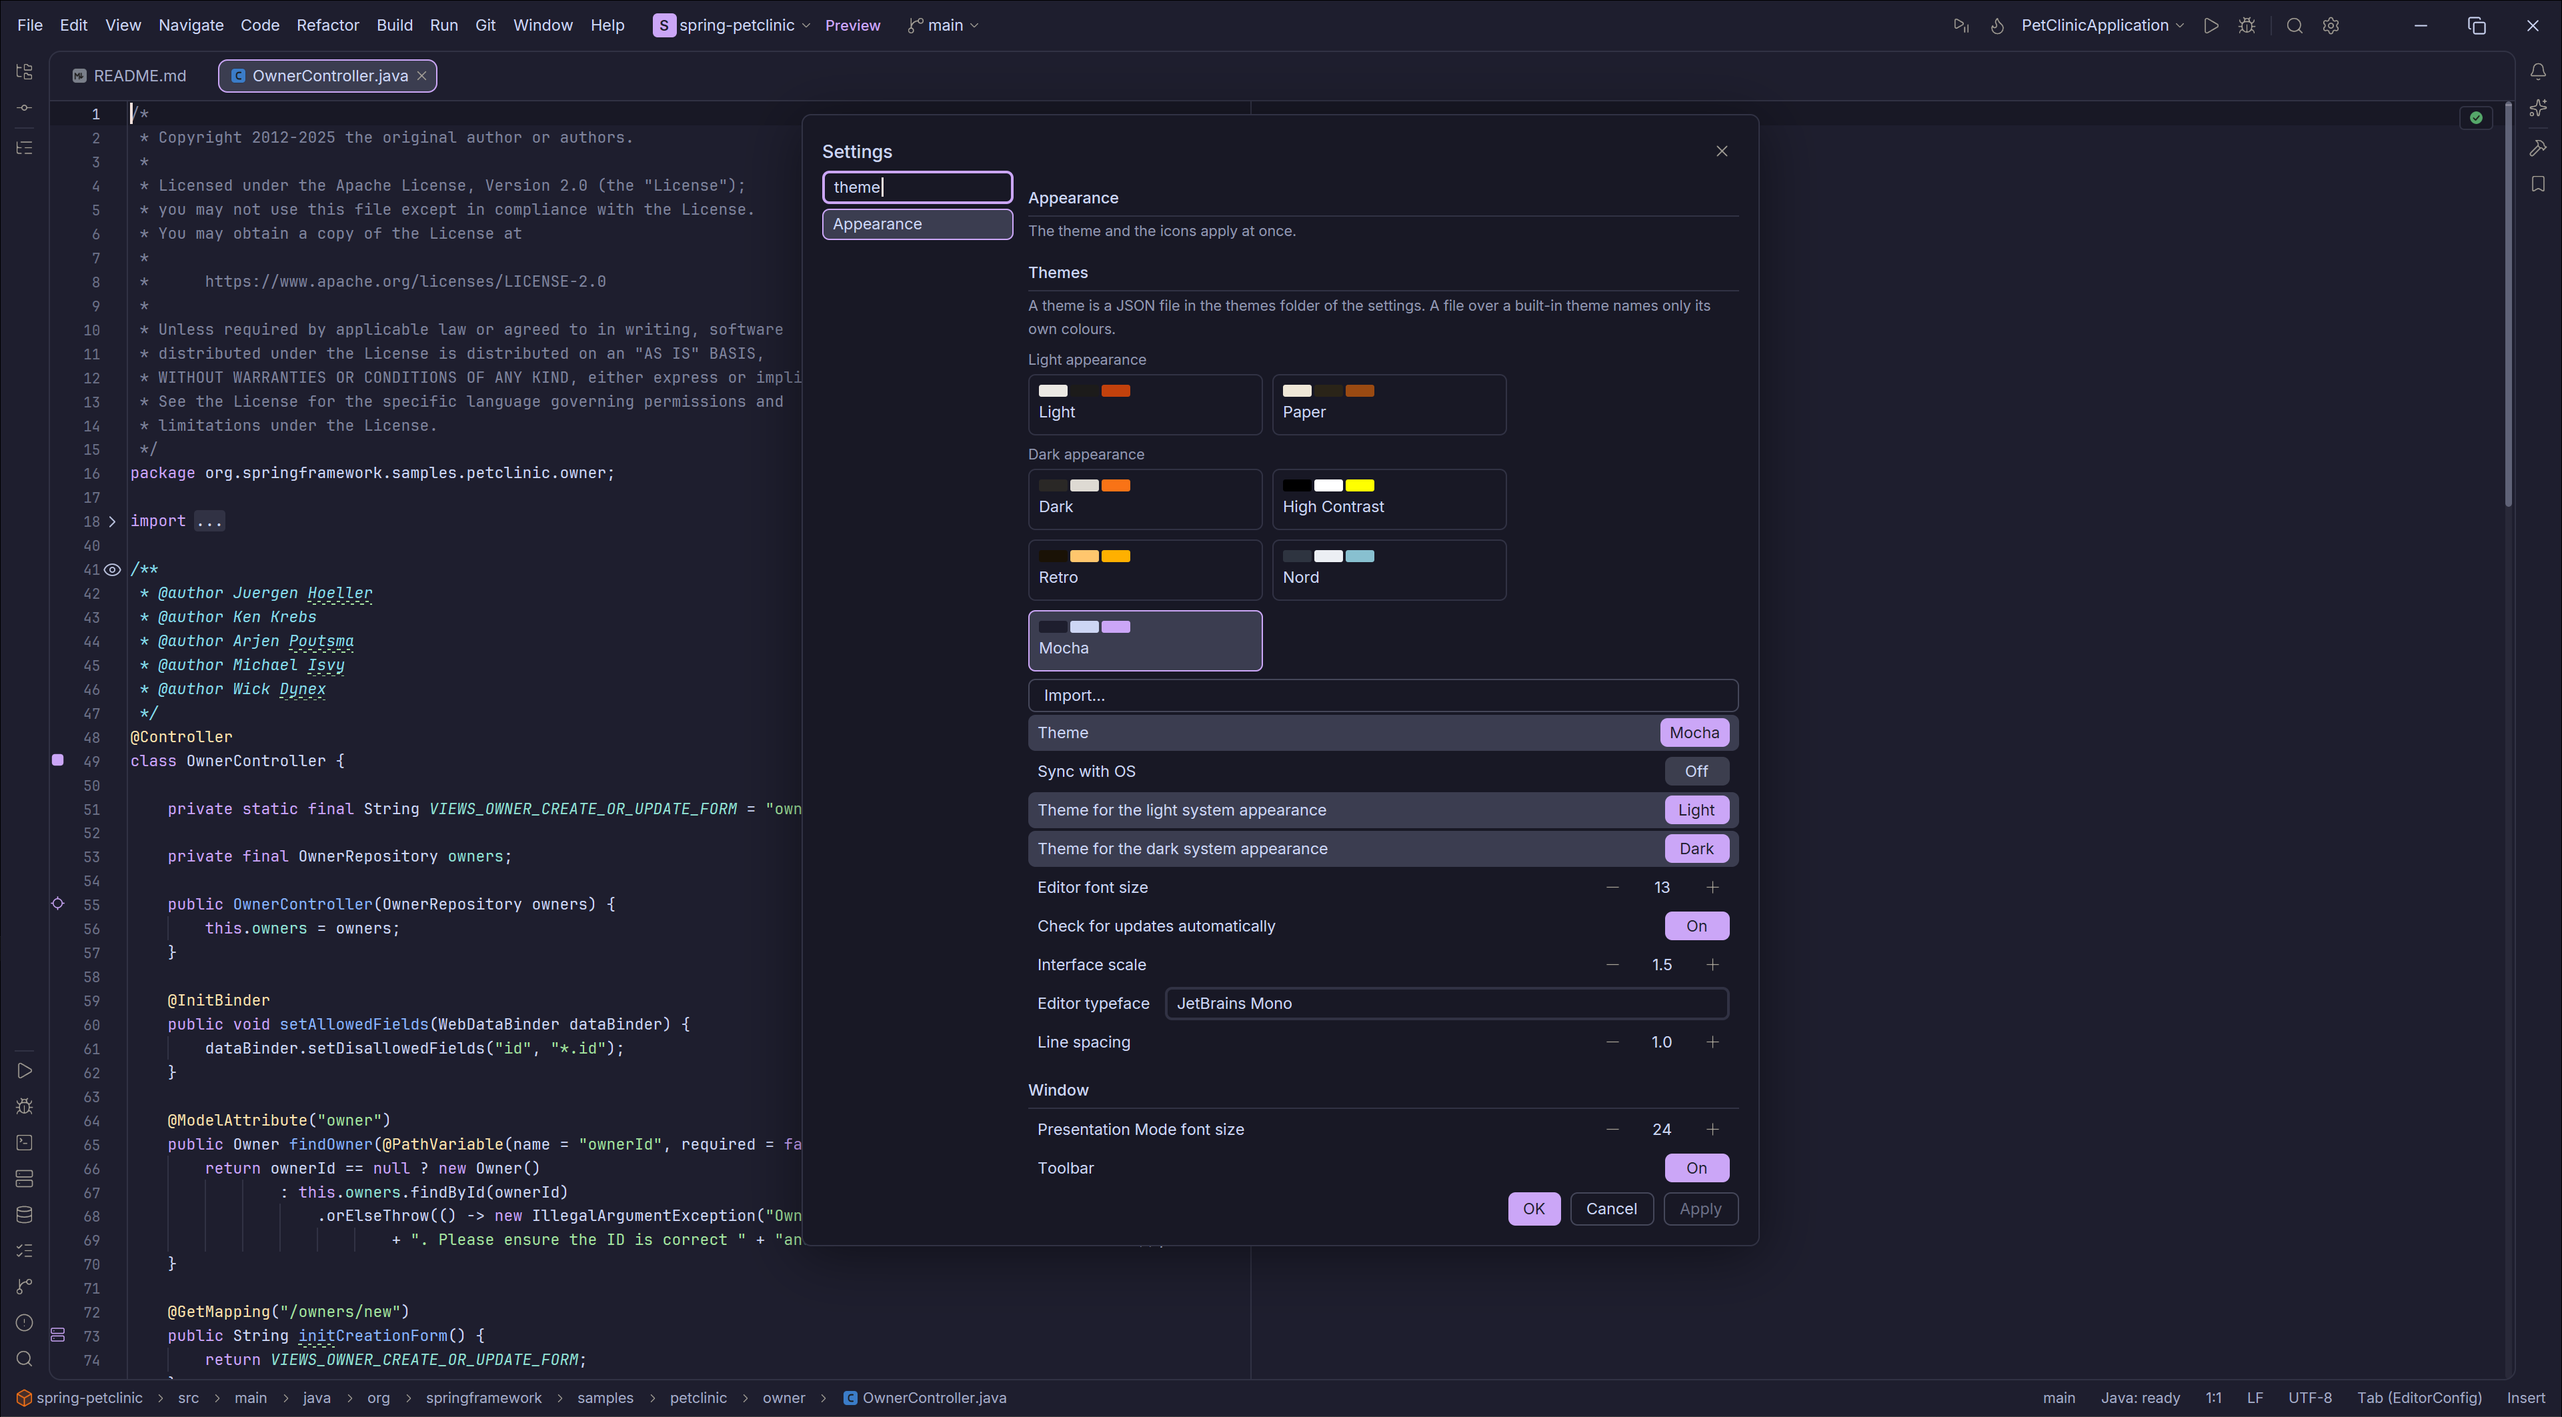 File Edit View Navigate Code Refactor Build Run Git Window Help S spring-petclinic Preview main PetClinicApplication
README.md C OwnerController.java
1 /*
2 * Copyright 2012-2025 the original author or authors.
3 *
4 * Licensed under the Apache License, Version 2.0 (the "License");
5 * you may not use this file except in compliance with the License.
6 * You may obtain a copy of the License at
7 *
8 * https://www.apache.org/licenses/LICENSE-2.0
9 *
10 * Unless required by applicable law or agreed to in writing, software
11 * distributed under the License is distributed on an "AS IS" BASIS,
12 * WITHOUT WARRANTIES OR CONDITIONS OF ANY KIND, either express or impli
13 * See the License for the specific language governing permissions and
14 * limitations under the License.
15 */
16 package org.springframework.samples.petclinic.owner;
17
18 import ...
40
41 /**
42 * @author Juergen Hoeller
43 * @author Ken Krebs
44 * @author Arjen Poutsma
45 * @author Michael Isvy
46 * @author Wick Dynex
47 */
48 @Controller
49 class OwnerController {
50
51 private static final String VIEWS_OWNER_CREATE_OR_UPDATE_FORM = "own
52
53 private final OwnerRepository owners;
54
55 public OwnerController(OwnerRepository owners) {
56 this.owners = owners;
57 }
58
59 @InitBinder
60 public void setAllowedFields(WebDataBinder dataBinder) {
61 dataBinder.setDisallowedFields("id", "*.id");
62 }
63
64 @ModelAttribute("owner")
65 public Owner findOwner(@PathVariable(name = "ownerId", required = fa
66 return ownerId == null ? new Owner()
67 : this.owners.findById(ownerId)
68 .orElseThrow(() -> new IllegalArgumentException("Own
69 + ". Please ensure the ID is correct " + "an
70 }
71
72 @GetMapping("/owners/new")
73 public String initCreationForm() {
74 return VIEWS_OWNER_CREATE_OR_UPDATE_FORM;
Settings
theme
Appearance
Appearance
The theme and the icons apply at once.
Themes
A theme is a JSON file in the themes folder of the settings. A file over a built-in theme names only its
own colours.
Light appearance
Light Paper
Dark appearance
Dark High Contrast
Retro Nord
Mocha
Import...
Theme Mocha
Sync with OS Off
Theme for the light system appearance Light
Theme for the dark system appearance Dark
Editor font size 13
Check for updates automatically On
Interface scale 1.5
Editor typeface JetBrains Mono
Line spacing 1.0
Window
Presentation Mode font size 24
Toolbar On
OK Cancel Apply
spring-petclinic > src > main > java > org > springframework > samples > petclinic > owner > C OwnerController.java main Java: ready 1:1 LF UTF-8 Tab (EditorConfig) Insert